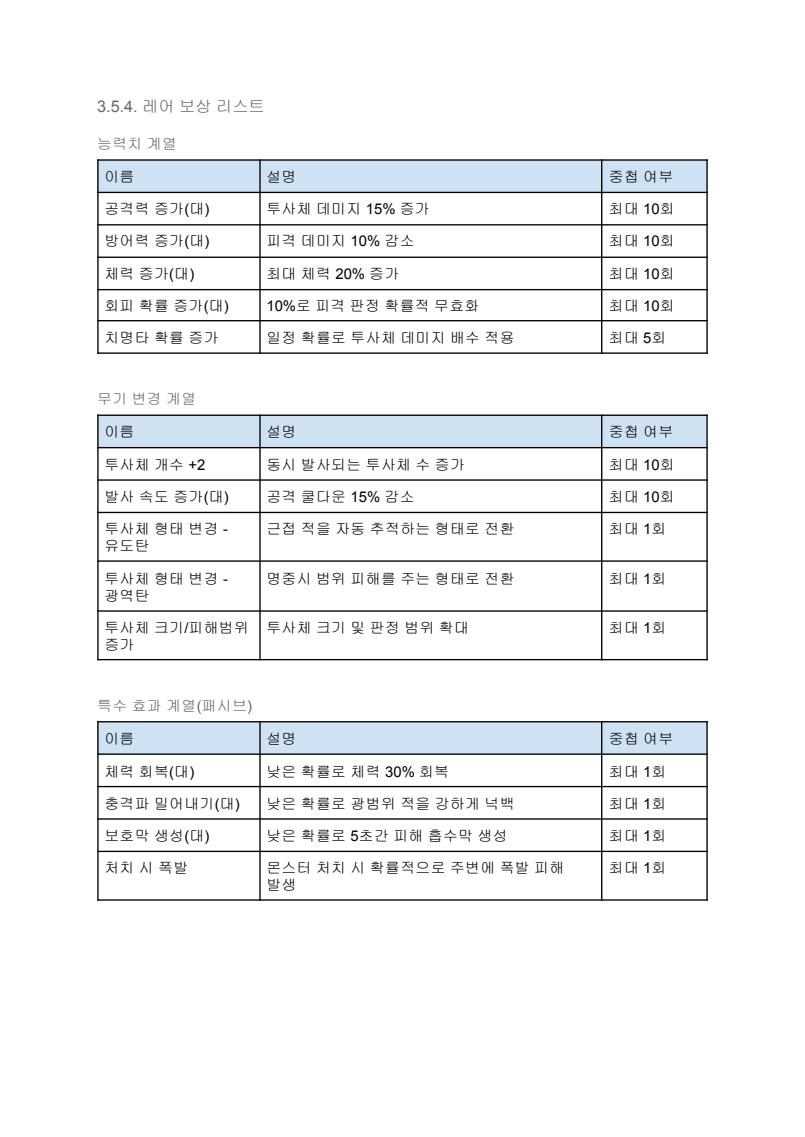 3.5.4. 레어 보상 리스트
능력치 계열
이름 설명 중첩 여부
공격력 증가(대) 투사체 데미지 15% 증가 최대 10회
방어력 증가(대) 피격 데미지 10% 감소 최대 10회
체력 증가(대) 최대 체력 20% 증가 최대 10회
회피 확률 증가(대) 10%로 피격 판정 확률적 무효화 최대 10회
치명타 확률 증가 일정 확률로 투사체 데미지 배수 적용 최대 5회
무기 변경 계열
이름 설명 중첩 여부
투사체 개수 +2 동시 발사되는 투사체 수 증가 최대 10회
발사 속도 증가(대) 공격 쿨다운 15% 감소 최대 10회
투사체 형태 변경 - 근접 적을 자동 추적하는 형태로 전환 최대 1회
유도탄
투사체 형태 변경 - 명중시 범위 피해를 주는 형태로 전환 최대 1회
광역탄
투사체 크기/피해범위 투사체 크기 및 판정 범위 확대 최대 1회
증가
특수 효과 계열(패시브)
이름 설명 중첩 여부
체력 회복(대) 낮은 확률로 체력 30% 회복 최대 1회
충격파 밀어내기(대) 낮은 확률로 광범위 적을 강하게 넉백 최대 1회
보호막 생성(대) 낮은 확률로 5초간 피해 흡수막 생성 최대 1회
처치 시 폭발 몬스터 처치 시 확률적으로 주변에 폭발 피해 최대 1회
발생